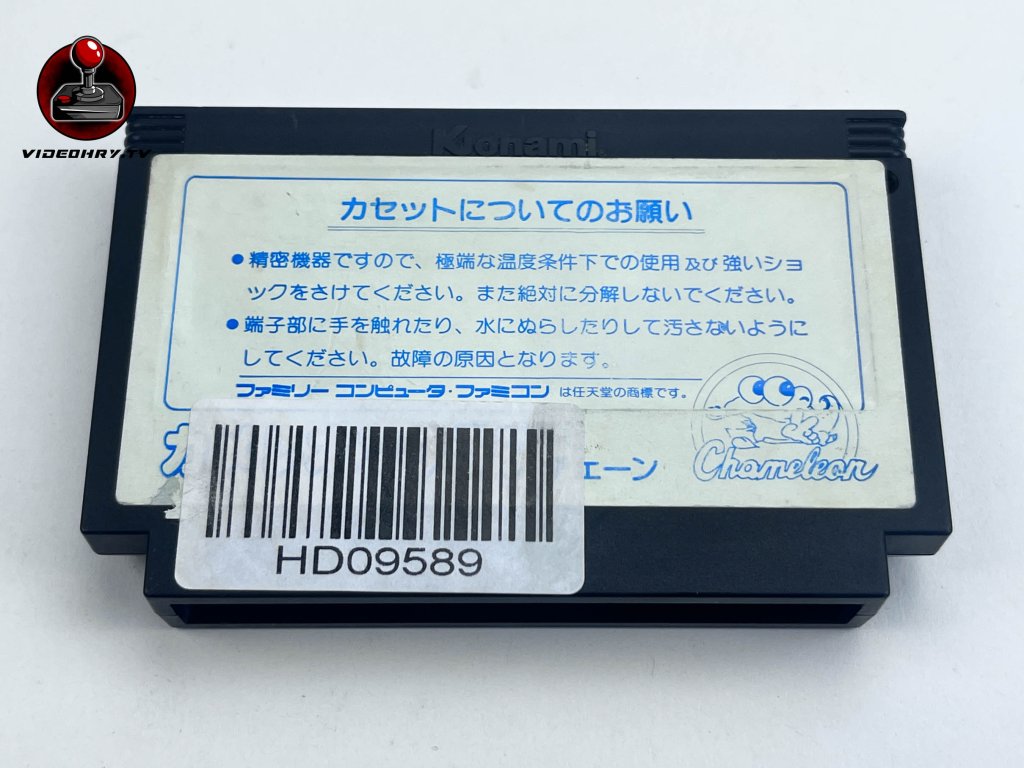 VIDEOHRY.TV
Konami
カセットについてのお願い
●精密機器ですので、極端な温度条件下での使用及び強いショ
ックをさけてください。また絶対に分解しないでください。
●端子部に手を触れたり、水にぬらしたりして汚さないように
してください。故障の原因となります。
ファミリーコンピュータ・ファミコン は任天堂の商標です。
チェーン
Chameleon
HD09589